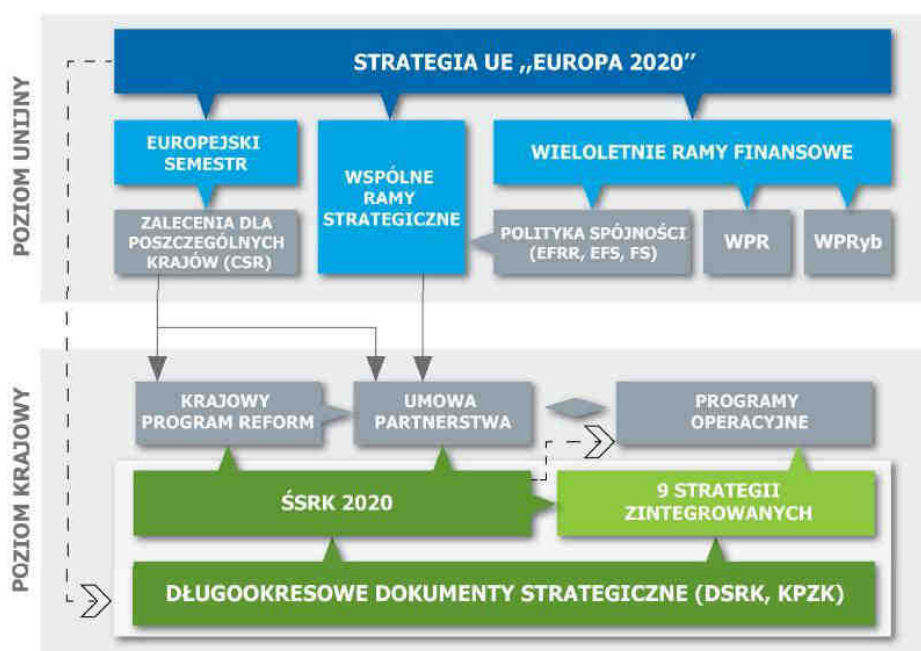 POZIOM UNIJNY
STRATEGIA UE ,,EUROPA 2020”
EUROPEJSKI
SEMESTR
WSPÓLNE
RAMY
STRATEGICZNE
WIELOLETNIE RAMY FINANSOWE
ZALECENIA DLA
POSZCZEGÓLNYCH
KRAJÓW (CSR)
POLITYKA SPÓJNOŚCI
(EFRR, EFS, FS)
WPR
WPRyb
POZIOM KRAJOWY
KRAJOWY
PROGRAM REFORM
UMOWA
PARTNERSTWA
PROGRAMY
OPERACYJNE
ŚSRK 2020
9 STRATEGII
ZINTEGROWANYCH
DŁUGOOKRESOWE DOKUMENTY STRATEGICZNE (DSRK, KPZK)